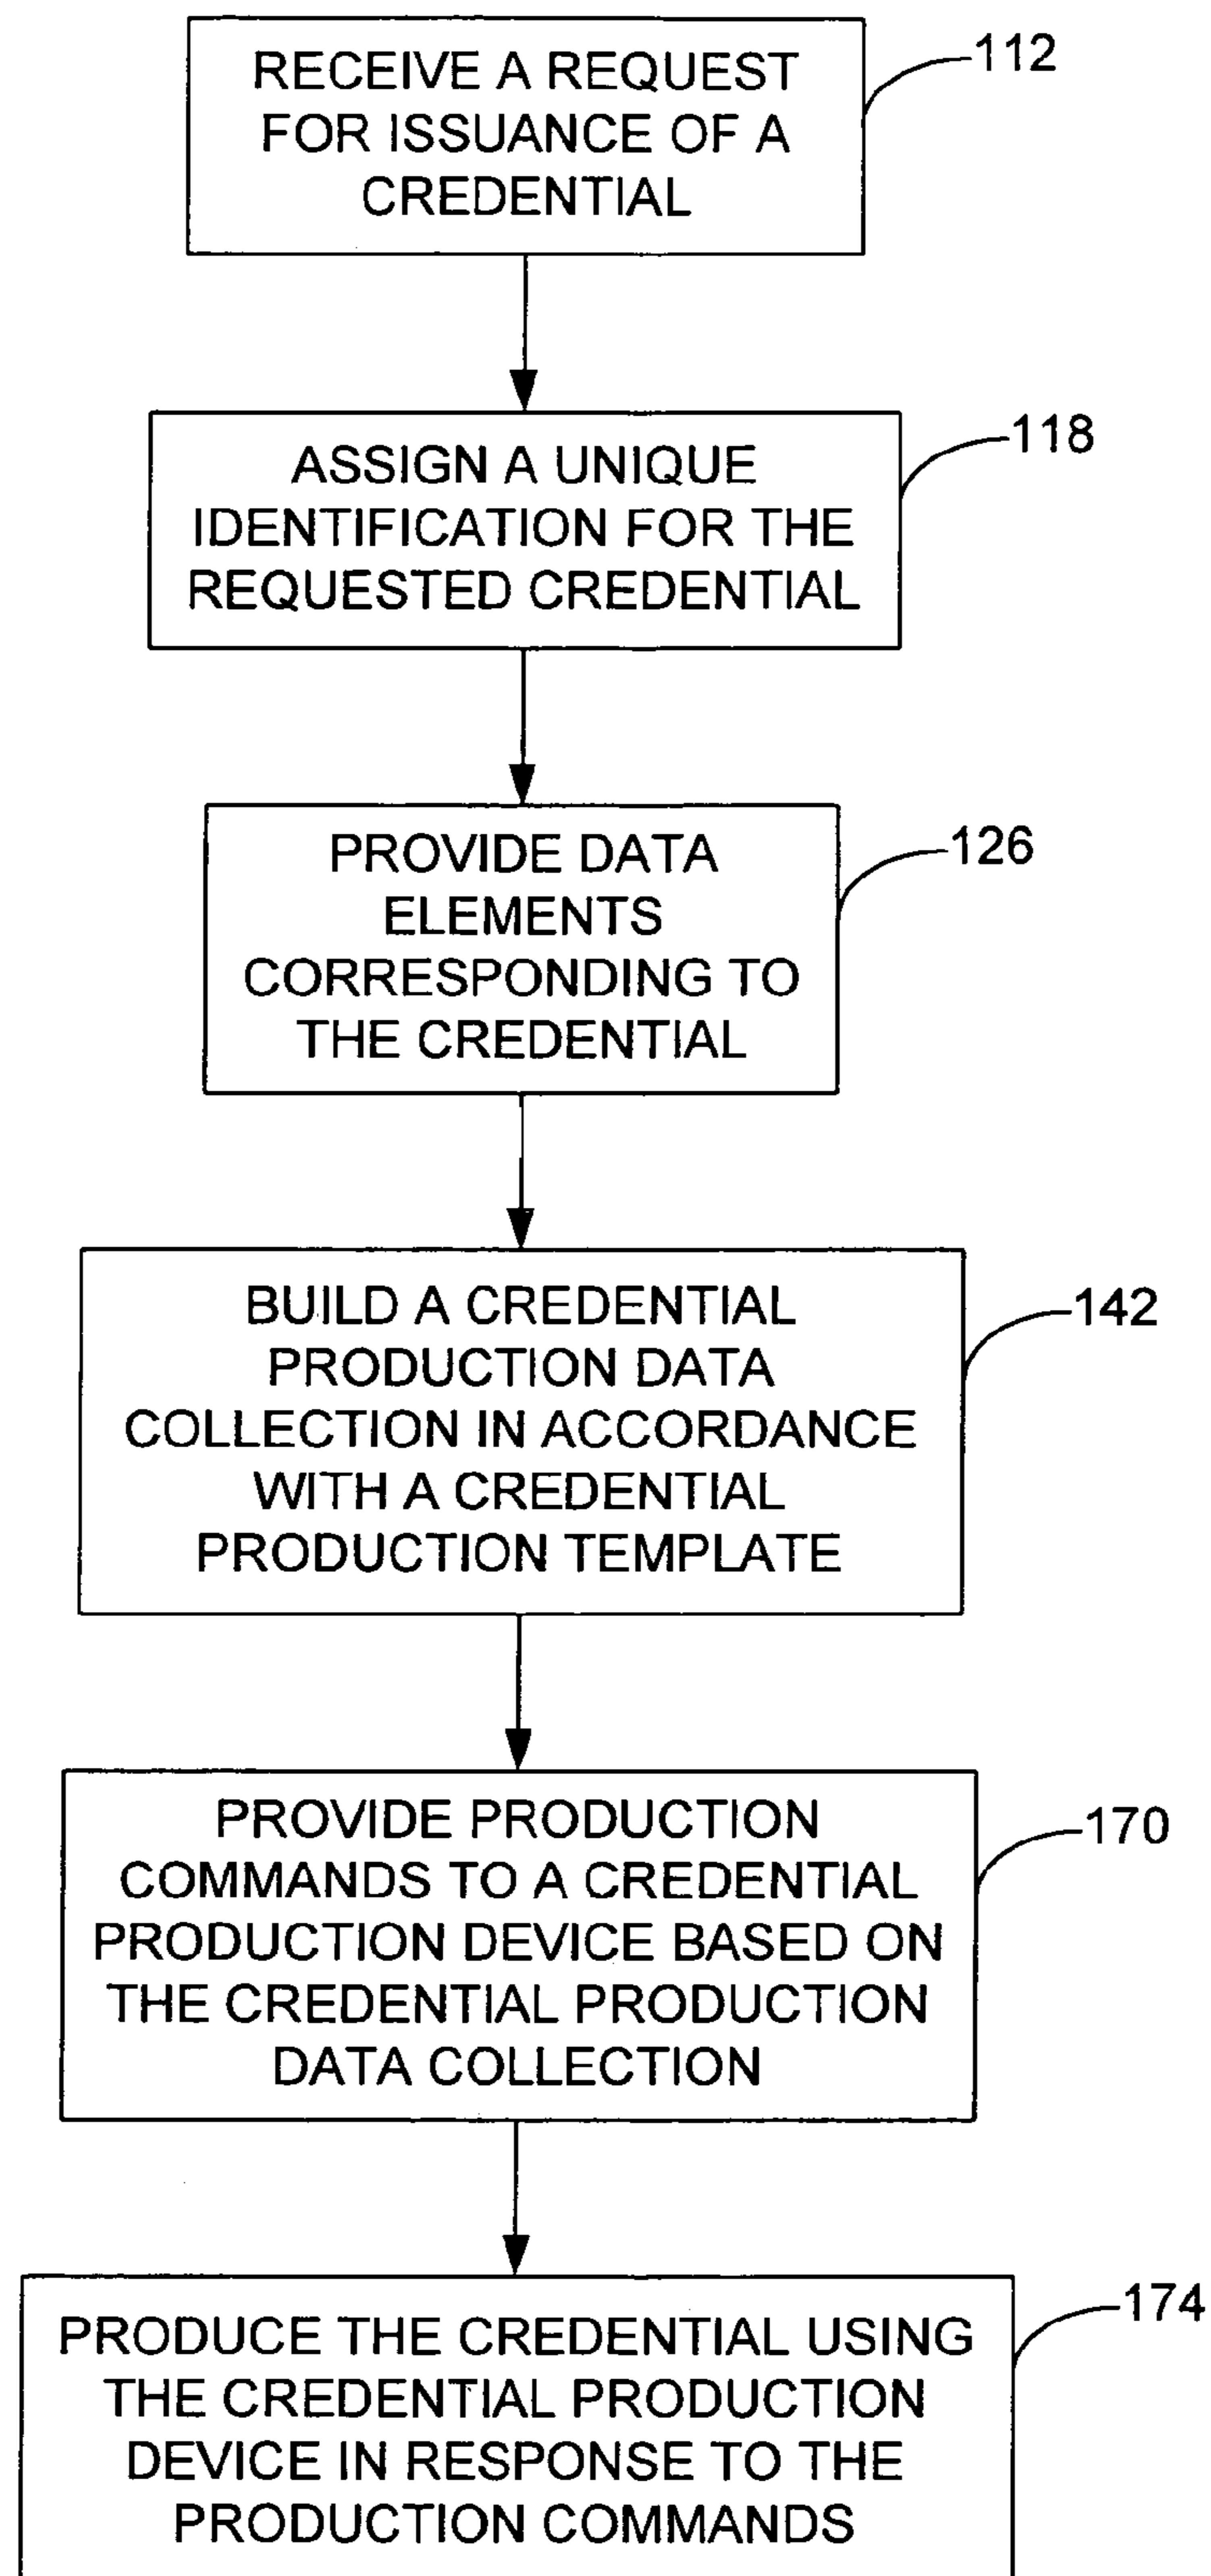 RECEIVE A REQUEST
FOR ISSUANCE OF A
CREDENTIAL
112
ASSIGN A UNIQUE
IDENTIFICATION FOR THE
REQUESTED CREDENTIAL
118
PROVIDE DATA
ELEMENTS
CORRESPONDING TO
THE CREDENTIAL
126
BUILD A CREDENTIAL
PRODUCTION DATA
COLLECTION IN ACCORDANCE
WITH A CREDENTIAL
PRODUCTION TEMPLATE
142
PROVIDE PRODUCTION
COMMANDS TO A CREDENTIAL
PRODUCTION DEVICE BASED ON
THE CREDENTIAL PRODUCTION
DATA COLLECTION
170
PRODUCE THE CREDENTIAL USING
THE CREDENTIAL PRODUCTION
DEVICE IN RESPONSE TO THE
PRODUCTION COMMANDS
174